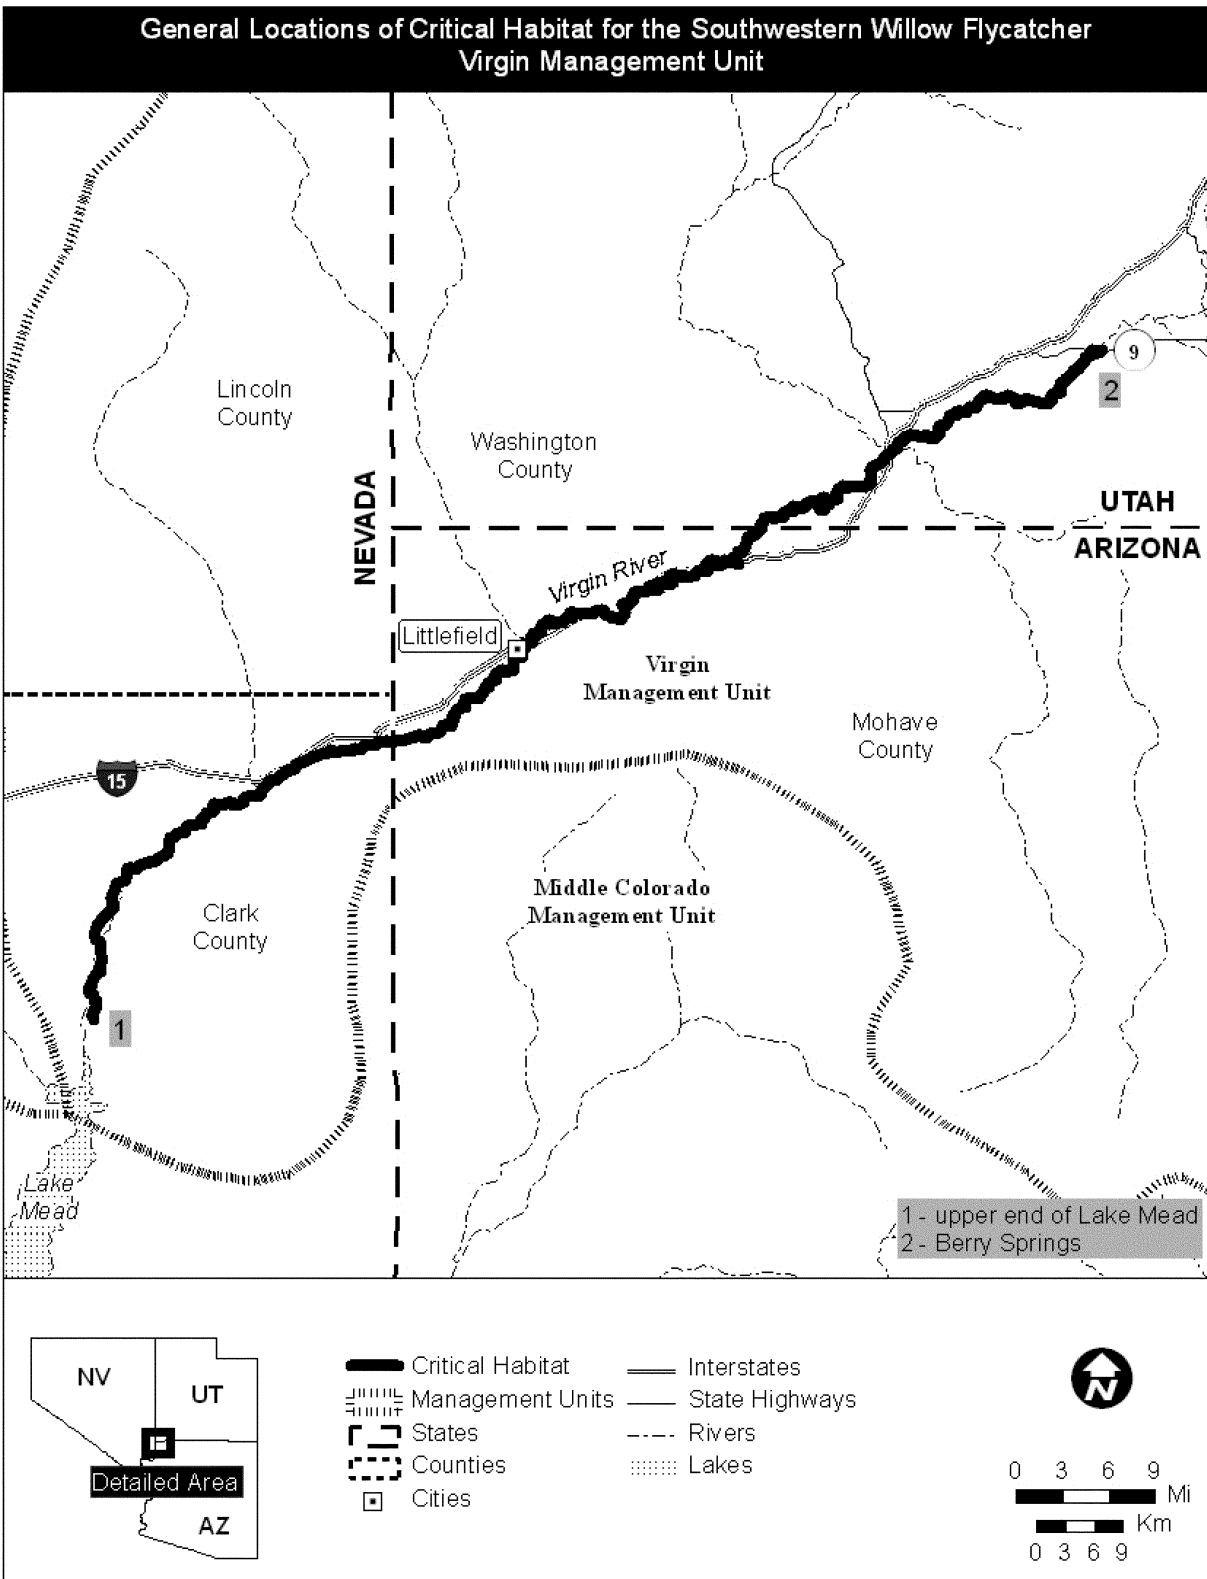 General Locations of Critical Habitat for the Southwestern Willow Flycatcher
Virgin Management Unit
9
2
Lincoln
County
Washington
County
NEVADA
UTAH
ARIZONA
Virgin River
Littlefield
Virgin
Management Unit
Mohave
County
15
Middle Colorado
Management Unit
Clark
County
1
Lake
Mead
1 - upper end of Lake Mead
2 - Berry Springs
NV
UT
Detailed Area
AZ
Critical Habitat
Management Units
States
Counties
Cities
Interstates
State Highways
Rivers
Lakes
N
0 3 6 9
Mi
Km
0 3 6 9